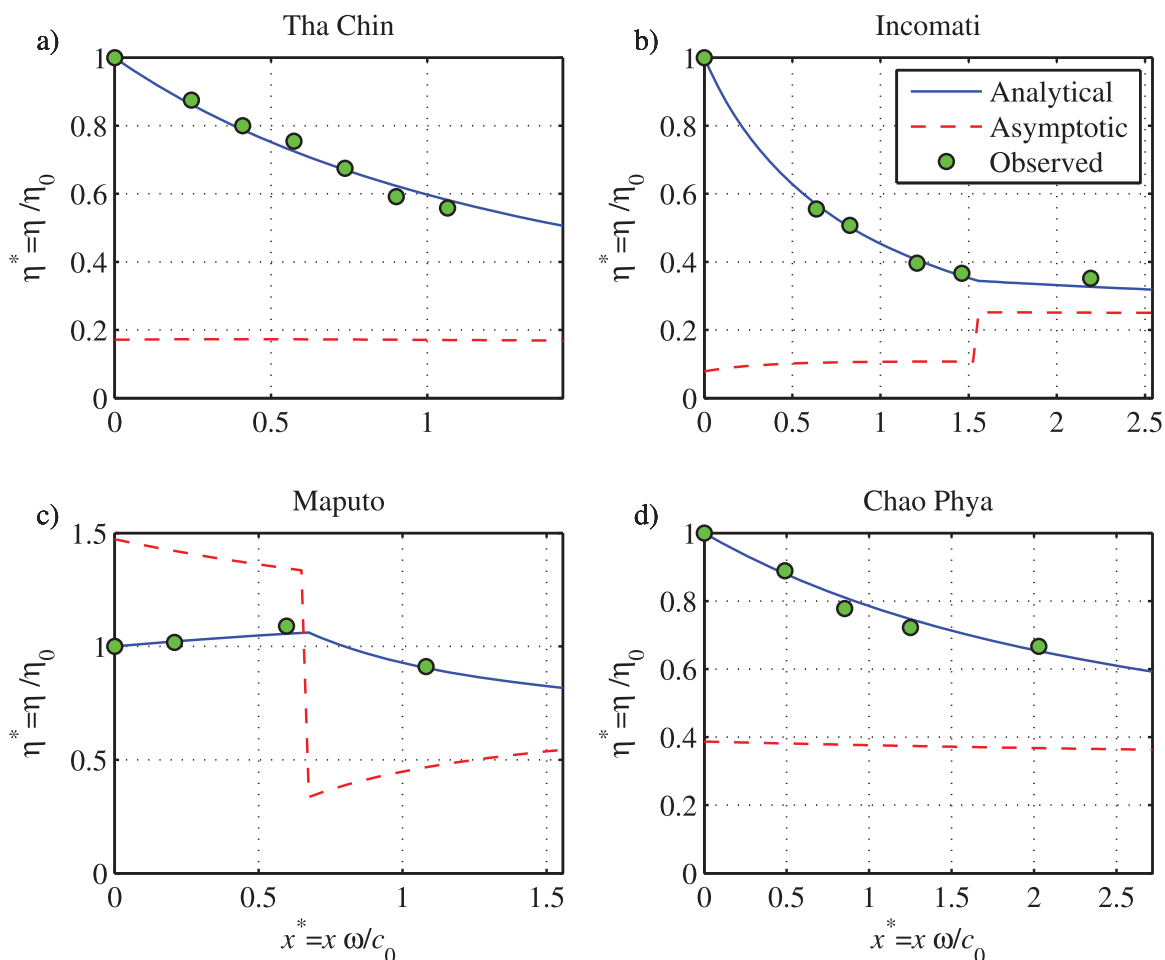 a) Tha Chin
η*=η /η0
1
0.8
0.6
0.4
0.2
0
0 0.5 1
b) Incomati
η*=η /η0
1
0.8
0.6
0.4
0.2
0
0 0.5 1 1.5 2 2.5
Analytical
Asymptotic
Observed
c) Maputo
η*=η /η0
1.5
1
0.5
0
0 0.5 1 1.5
x*=x ω/c0
d) Chao Phya
η*=η /η0
1
0.8
0.6
0.4
0.2
0
0 0.5 1 1.5 2 2.5
x*=x ω/c0